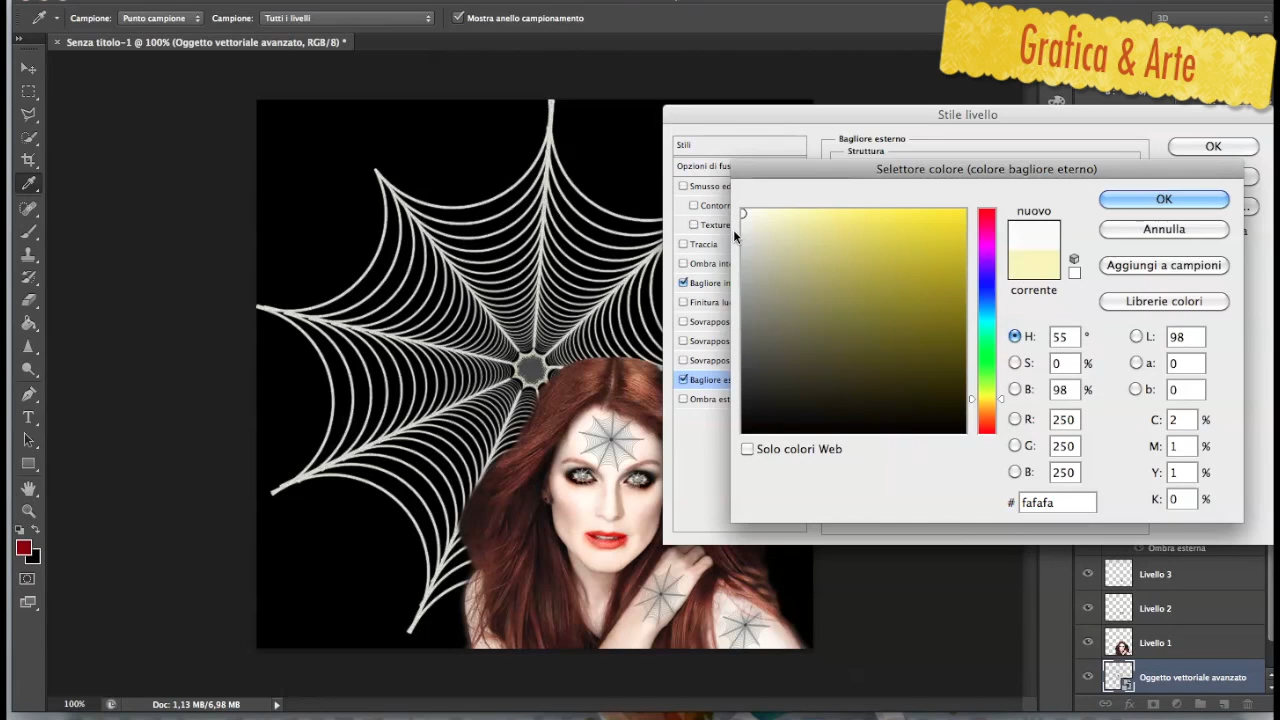 Campione: Punto campione Campione: Tutti i livelli Mostra anello campionamento 3D
Grafica & Arte
× Senza titolo-1 @ 100% (Oggetto vettoriale avanzato, RGB/8) *
Stile livello
Stili
Bagliore esterno
Struttura
OK
Opzioni di fus
Selettore colore (colore bagliore eterno)
Smusso ed
Contorn
Texture
Traccia
Ombra inte
Bagliore in
Finitura lu
Sovrappos
Sovrappos
Sovrappos
Bagliore es
Ombra est
nuovo
corrente
OK
Annulla
Aggiungi a campioni
Librerie colori
H: 55 ° L: 98
S: 0 % a: 0
B: 98 % b: 0
R: 250 C: 2 %
G: 250 M: 1 %
B: 250 Y: 1 %
# fafafa K: 0 %
Solo colori Web
Ombra esterna
Livello 3
Livello 2
Livello 1
Oggetto vettoriale avanzato
fx
100% Doc: 1,13 MB/6,98 MB